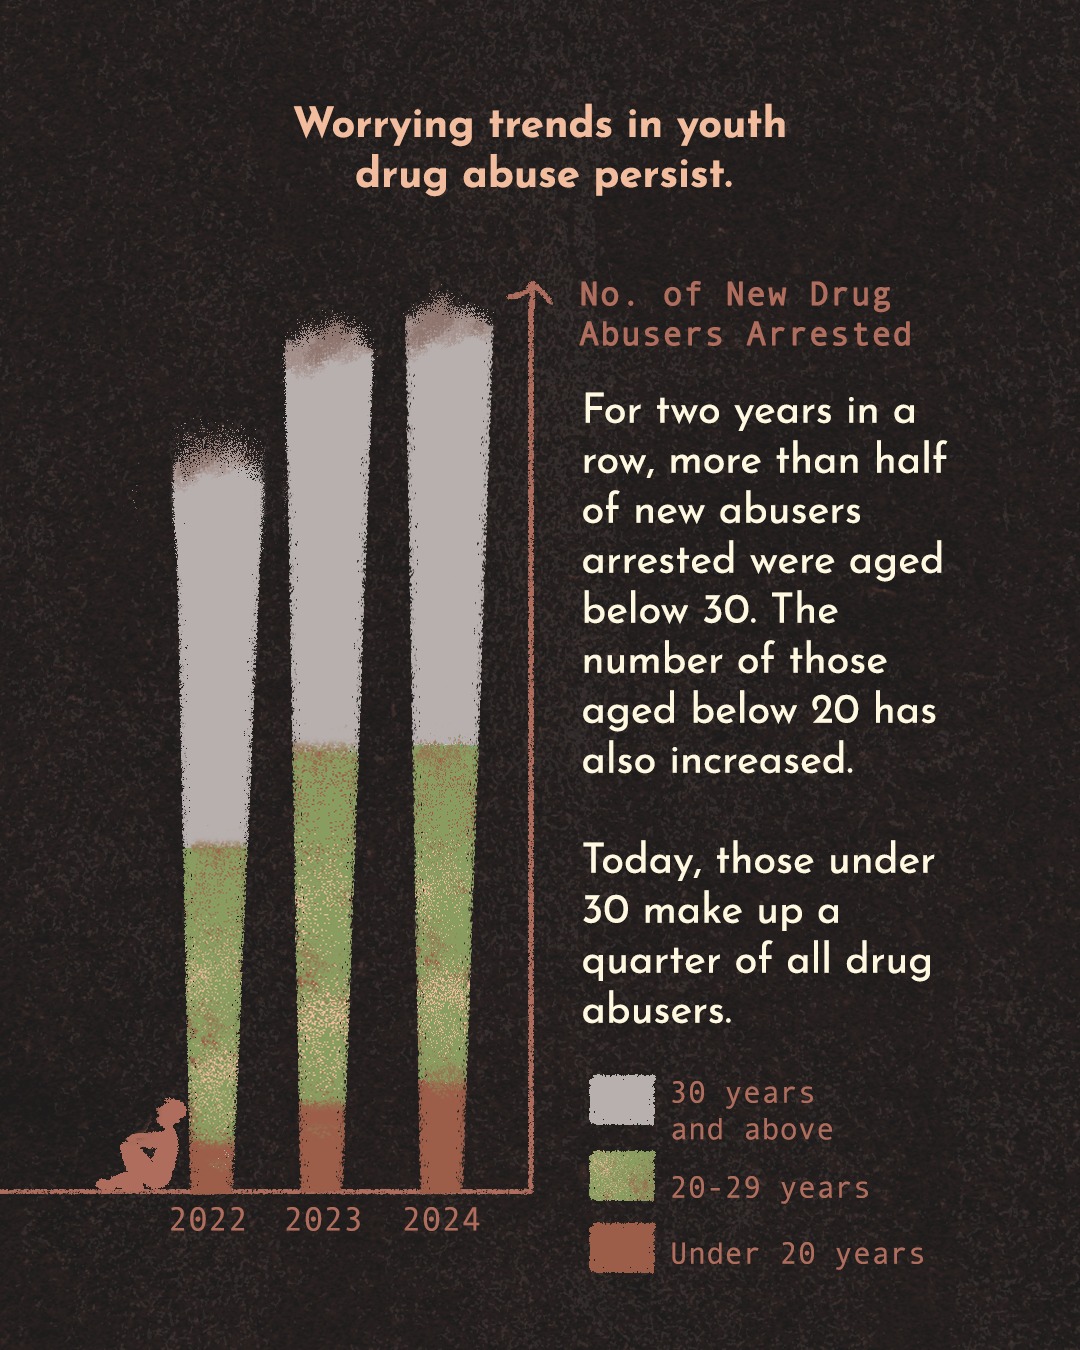 Worrying trends in youth
drug abuse persist.
No. of New Drug
Abusers Arrested
For two years in a
row, more than half
of new abusers
arrested were aged
below 30. The
number of those
aged below 20 has
also increased.
Today, those under
30 make up a
quarter of all drug
abusers.
30 years
and above
20-29 years
Under 20 years
2022 2023 2024